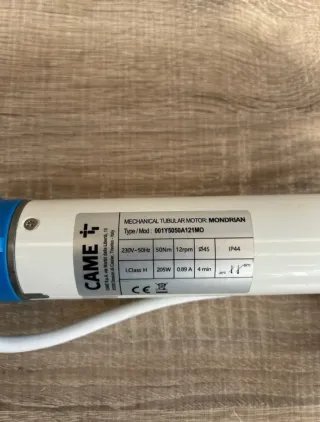 CAME
MECHANICAL TUBULAR MOTOR: MONDRIAN
Type / Mod : 001YS050A121MO
230V~50Hz 50Nm 12rpm Ø45 IP44
I.Class H 205W 0.89 A 4 min
CE